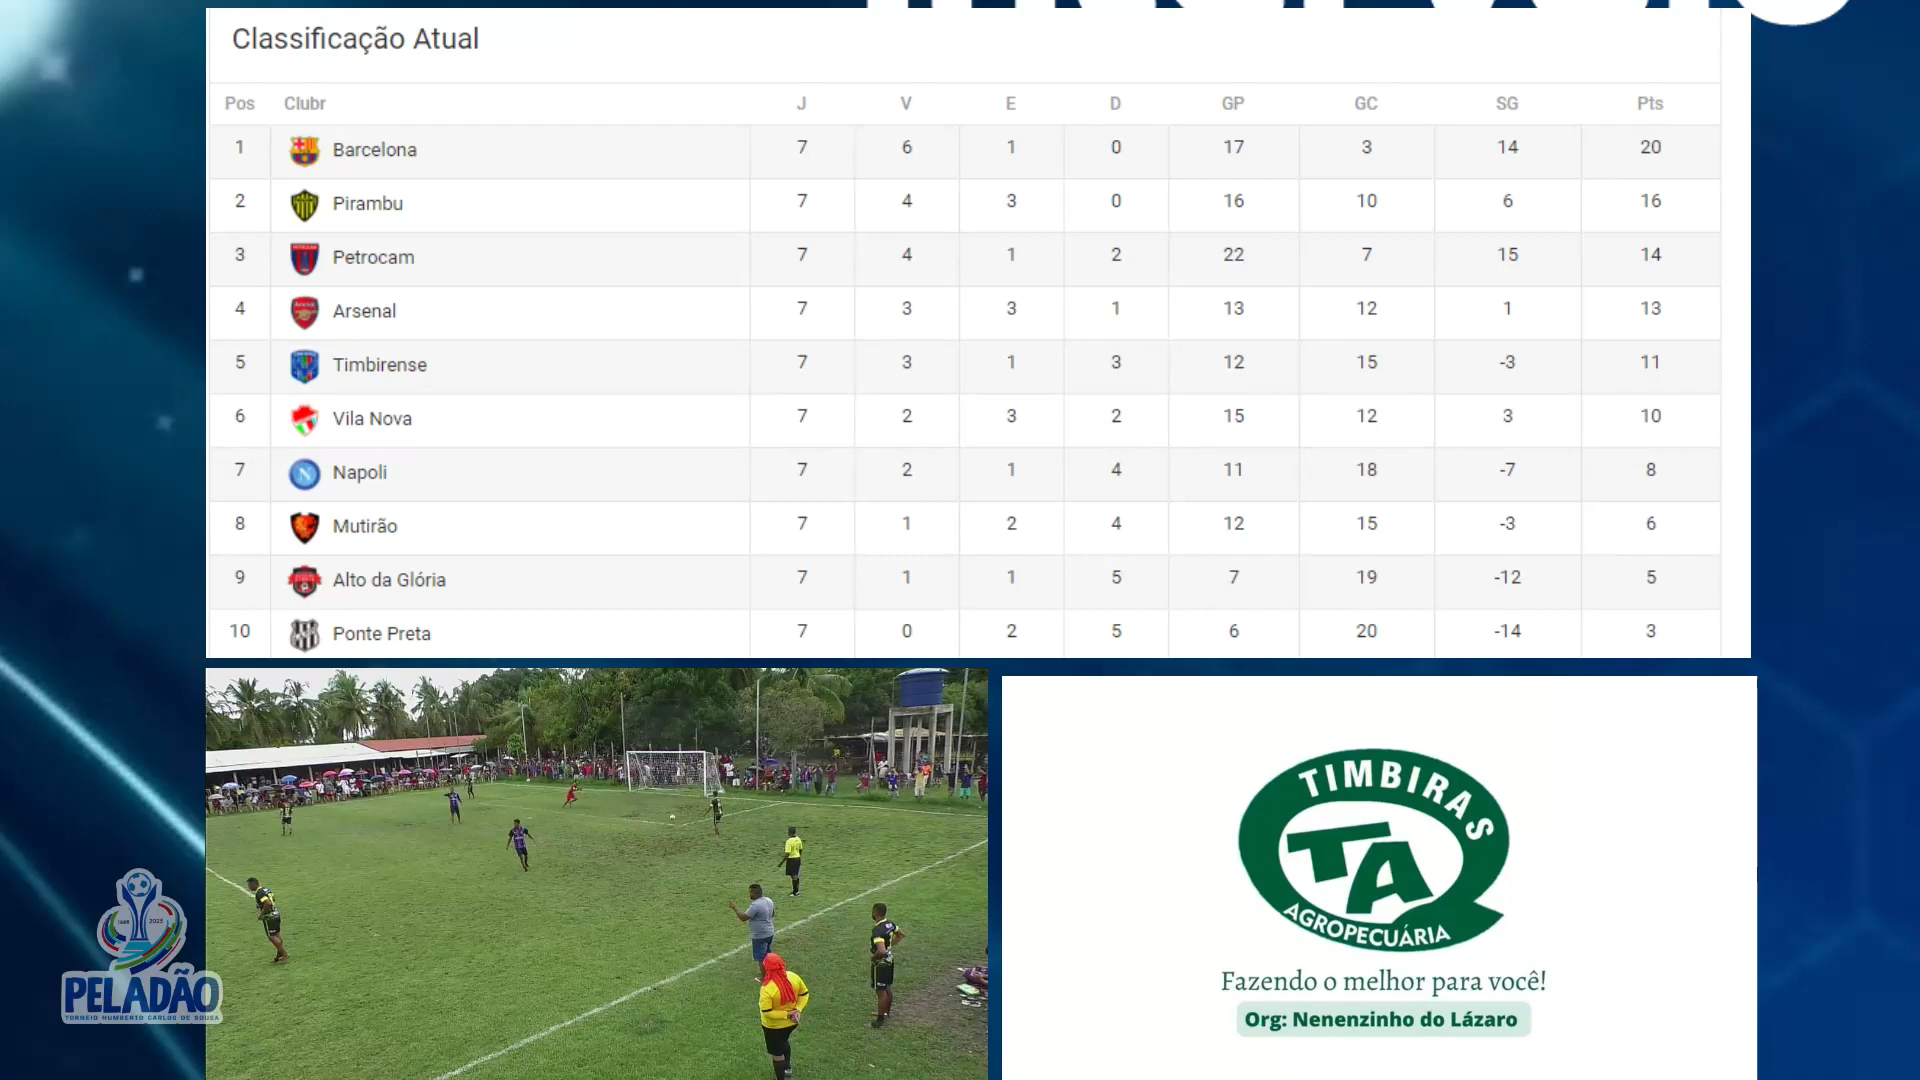 Classificação Atual
Pos Clubr J V E D GP GC SG Pts
1 Barcelona 7 6 1 0 17 3 14 20
2 Pirambu 7 4 3 0 16 10 6 16
3 Petrocam 7 4 1 2 22 7 15 14
4 Arsenal 7 3 3 1 13 12 1 13
5 Timbirense 7 3 1 3 12 15 -3 11
6 Vila Nova 7 2 3 2 15 12 3 10
7 Napoli 7 2 1 4 11 18 -7 8
8 Mutirão 7 1 2 4 12 15 -3 6
9 Alto da Glória 7 1 1 5 7 19 -12 5
10 Ponte Preta 7 0 2 5 6 20 -14 3
PELADÃO
TORNEIO HUMBERTO CARLOS DE SOUSA
TIMBIRAS
TA
AGROPECUÁRIA
Fazendo o melhor para você!
Org: Nenenzinho do Lázaro